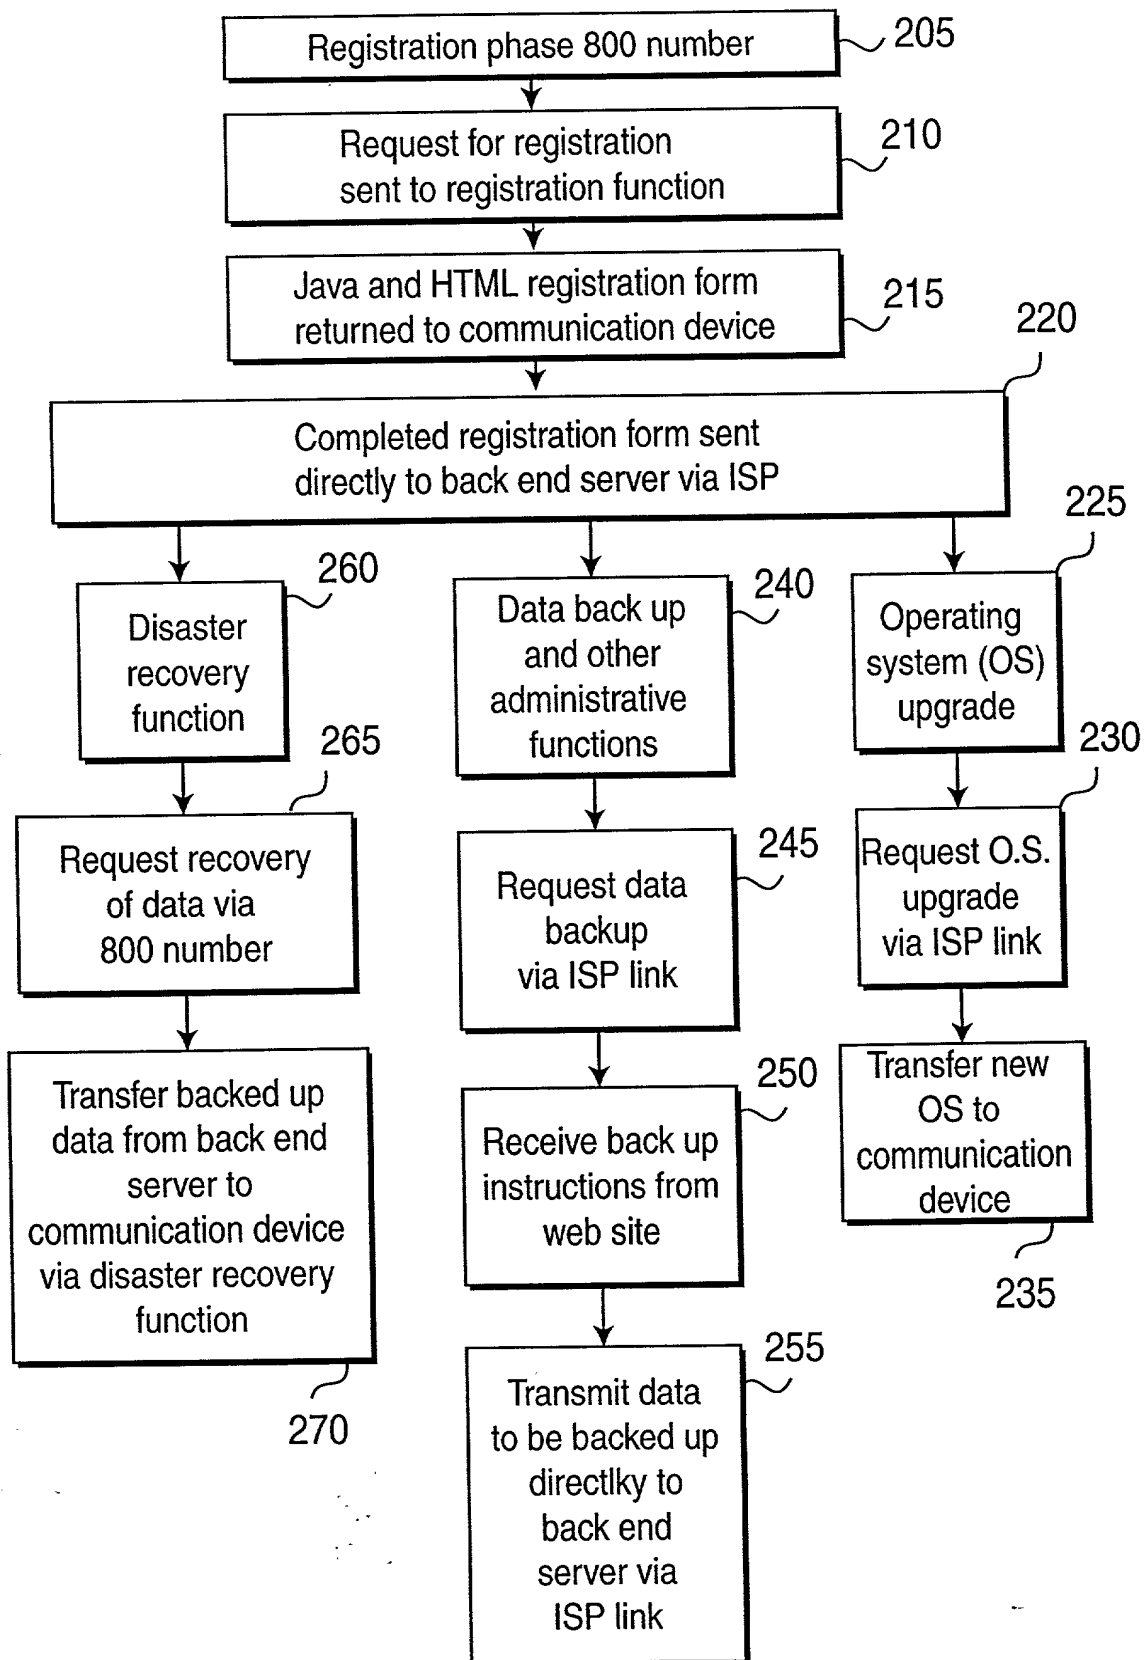 Registration phase 800 number
205
Request for registration
sent to registration function
210
Java and HTML registration form
returned to communication device
215
Completed registration form sent
directly to back end server via ISP
220
Disaster
recovery
function
260
Request recovery
of data via
800 number
265
Transfer backed up
data from back end
server to
communication device
via disaster recovery
function
270
Data back up
and other
administrative
functions
240
Request data
backup
via ISP link
245
Receive back up
instructions from
web site
250
Transmit data
to be backed up
directlky to
back end
server via
ISP link
255
Operating
system (OS)
upgrade
225
Request O.S.
upgrade
via ISP link
230
Transfer new
OS to
communication
device
235